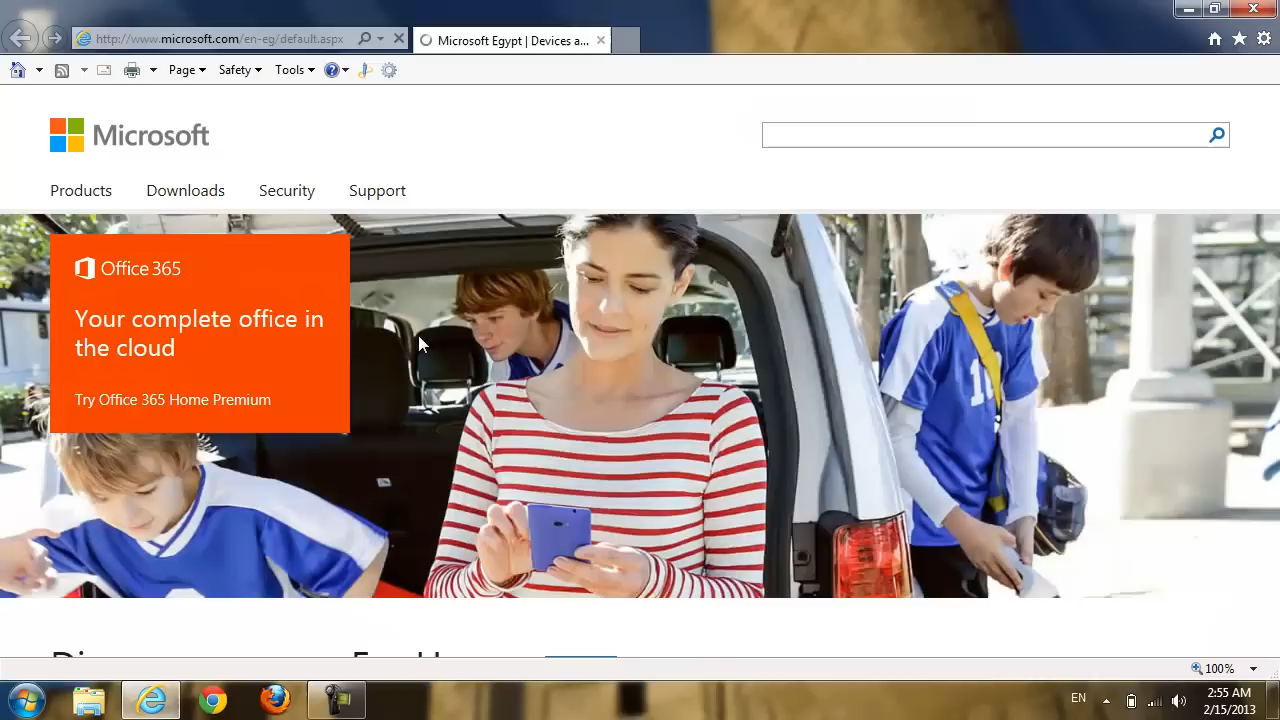 http://www.microsoft.com/en-eg/default.aspx
Microsoft Egypt | Devices a...
Page
Safety
Tools
Microsoft
Products
Downloads
Security
Support
Office 365
Your complete office in
the cloud
Try Office 365 Home Premium
100%
EN
2:55 AM
2/15/2013